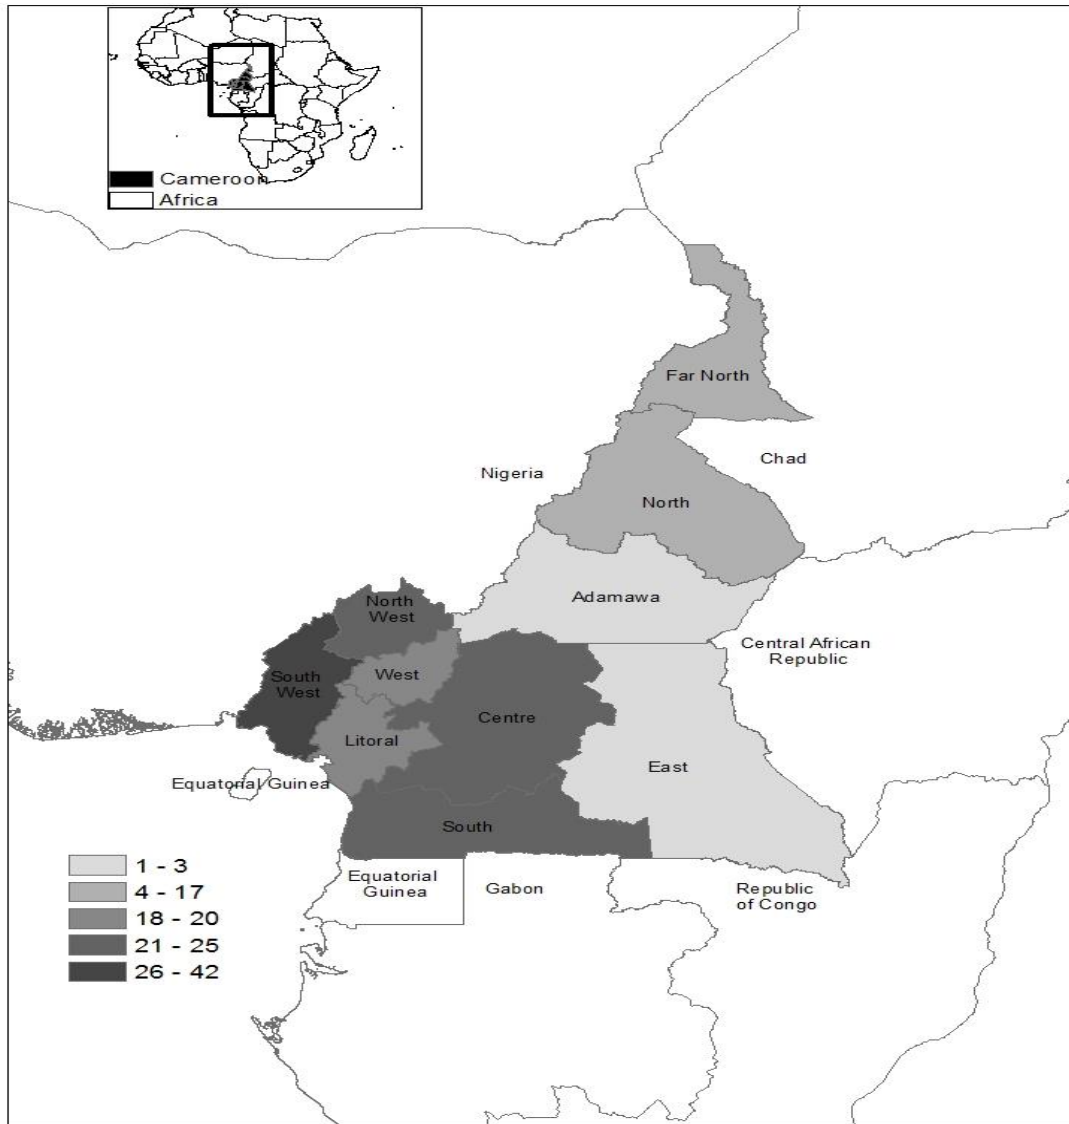 Cameroon
Africa
Far North
Chad
Nigeria
North
Adamawa
North
West
Central African
Republic
West
South
West
Centre
Litoral
East
Equatorial Guinea
South
1 - 3
4 - 17
18 - 20
21 - 25
26 - 42
Equatorial
Guinea
Gabon
Republic
of Congo